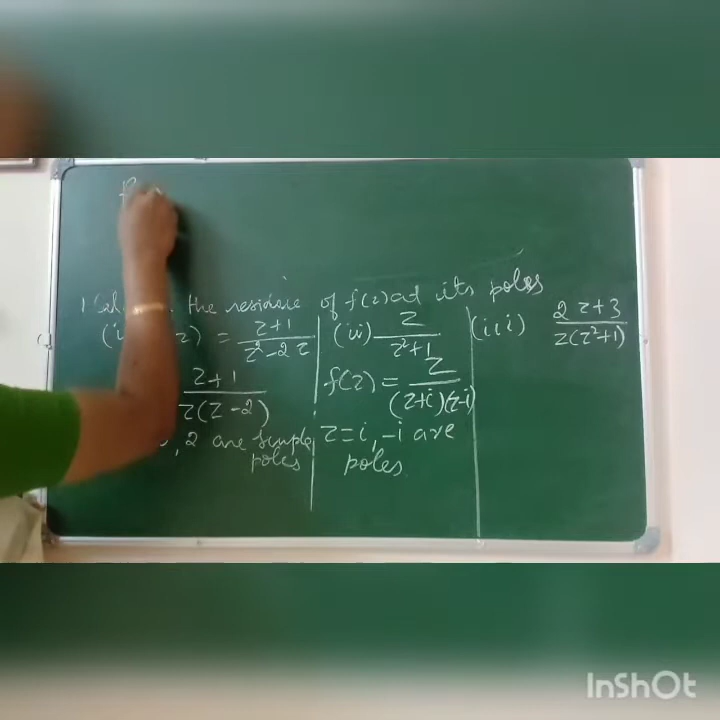 R
1 the residue of f(z) at its poles
(i) z) = z+1 / z²-2z
z+1 / z(z-2)
, 2 are simple poles
(ii) z / z²+1
f(z) = z / (z+i)(z-i)
z=i, -i are poles
(iii) 2z+3 / z(z²+1)
InShOt